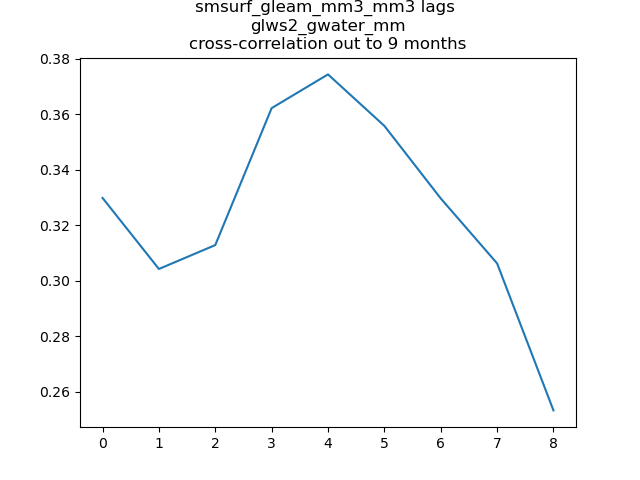 smsurf_gleam_mm3_mm3 lags
glws2_gwater_mm
cross-correlation out to 9 months
0.38
0.36
0.34
0.32
0.30
0.28
0.26
0 1 2 3 4 5 6 7 8